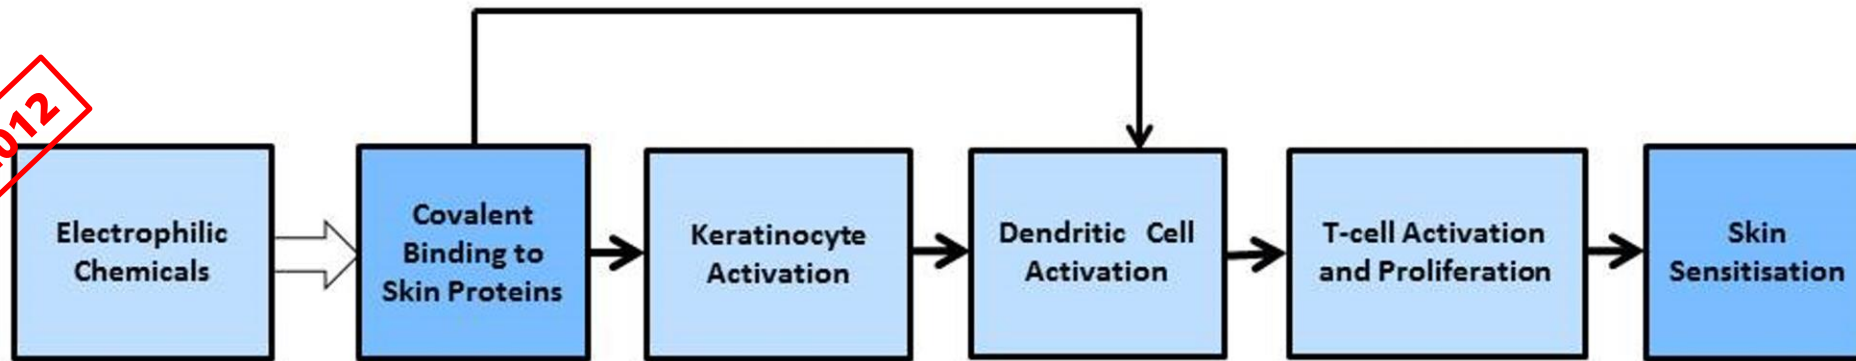 Electrophilic
Chemicals
Covalent
Binding to
Skin Proteins
Keratinocyte
Activation
Dendritic Cell
Activation
T-cell Activation
and Proliferation
Skin
Sensitisation